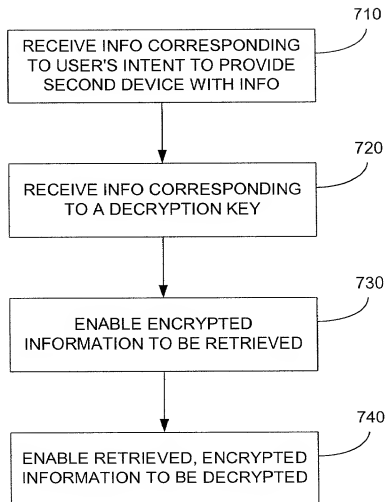 710
RECEIVE INFO CORRESPONDING
TO USER'S INTENT TO PROVIDE
SECOND DEVICE WITH INFO
720
RECEIVE INFO CORRESPONDING
TO A DECRYPTION KEY
730
ENABLE ENCRYPTED
INFORMATION TO BE RETRIEVED
740
ENABLE RETRIEVED, ENCRYPTED
INFORMATION TO BE DECRYPTED